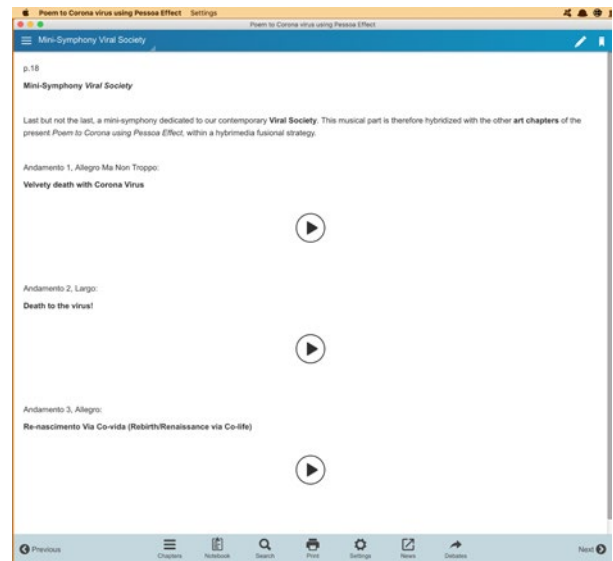 Poem to Corona virus using Pessoa Effect Settings
Poem to Corona virus using Pessoa Effect
Mini-Symphony Viral Society
p.18
Mini-Symphony Viral Society
Last but not the last, a mini-symphony dedicated to our contemporary Viral Society. This musical part is therefore hybridized with the other art chapters of the
present Poem to Corona using Pessoa Effect, within a hybrimedia fusional strategy.
Andamento 1, Allegro Ma Non Troppo:
Velvety death with Corona Virus
Andamento 2, Largo:
Death to the virus!
Andamento 3, Allegro:
Re-nascimento Via Co-vida (Rebirth/Renaissance via Co-life)
Previous Chapters Notebook Search Print Settings News Debates Next